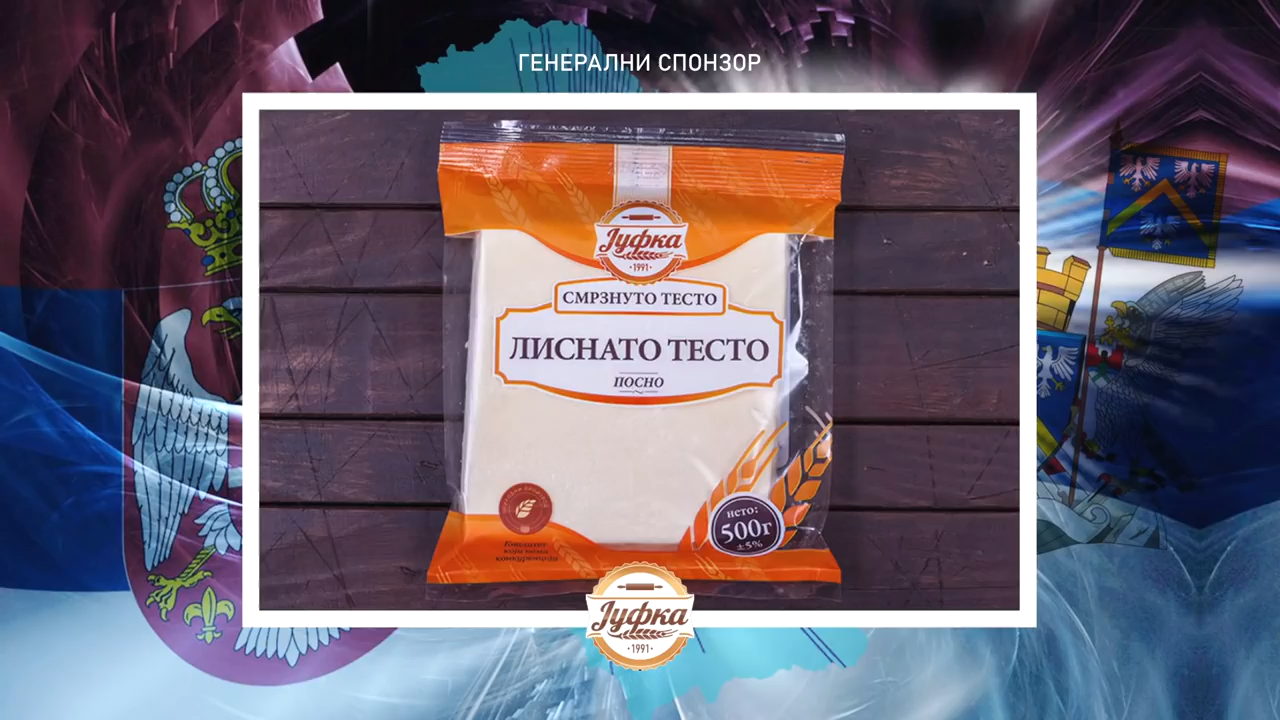 ГЕНЕРАЛНИ СПОНЗОР
Јуфка
·1991·
СМРЗНУТО ТЕСТО
ЛИСНАТО ТЕСТО
ПОСНО
нето:
500г
±5%
Јуфка
·1991·